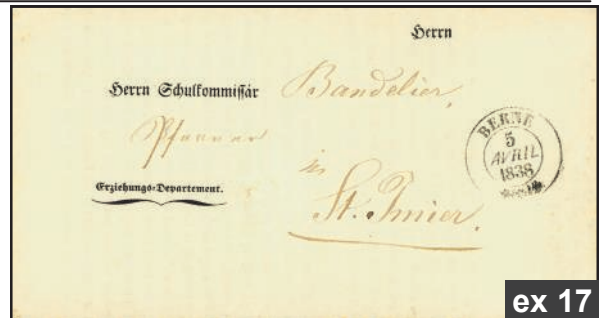 Herrn
Herrn Schulkommissär Bandelier,
Pfarrer
in
Erziehungs-Departement.
St. Imier.
BERNE
5
AVRIL
1838
ex 17